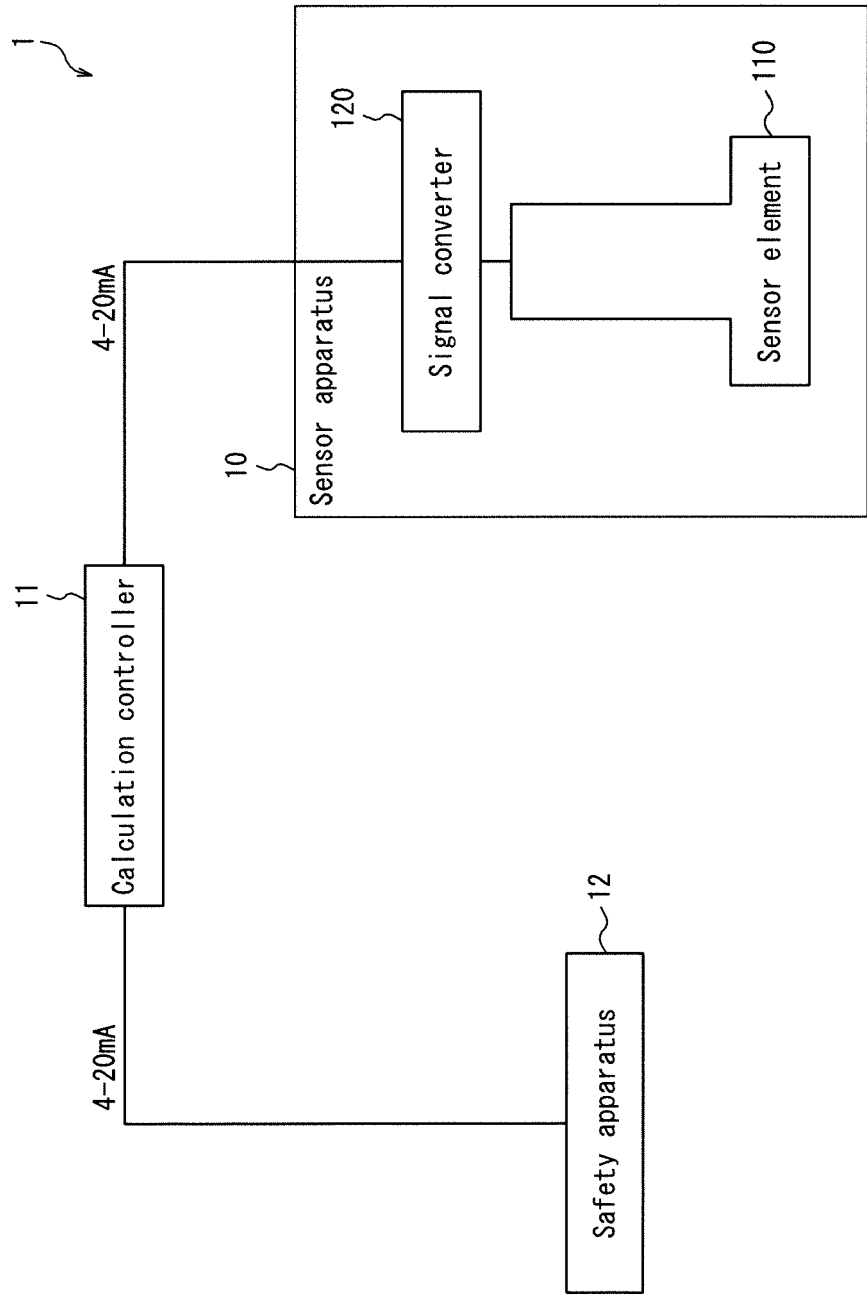 1
11
Calculation controller
4-20mA
4-20mA
10
Sensor apparatus
120
Signal converter
110
Sensor element
12
Safety apparatus